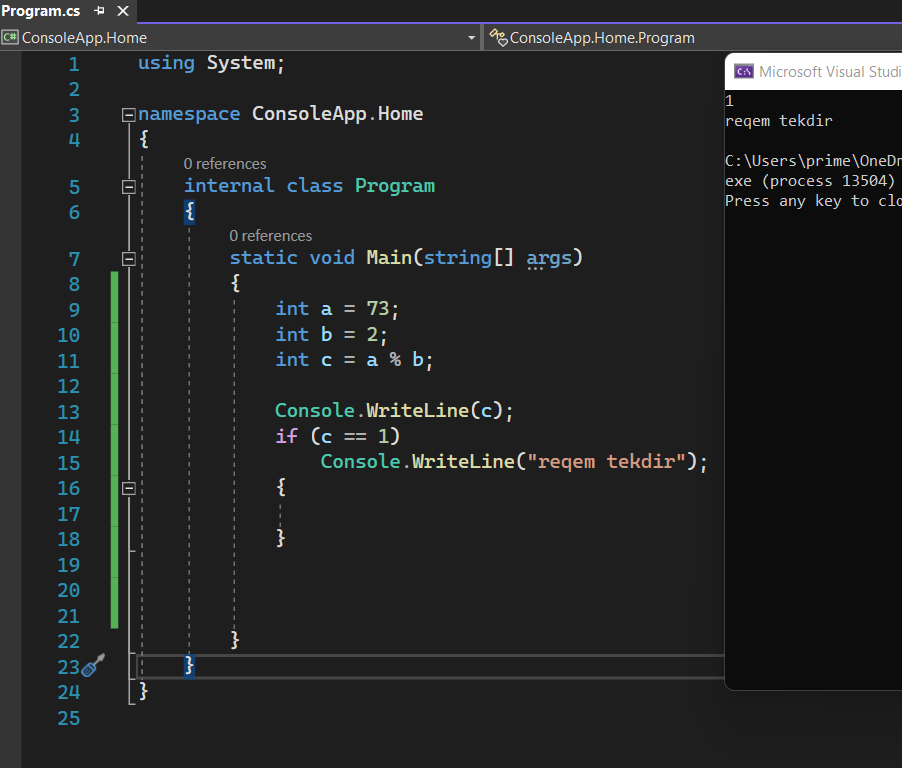 Program.cs
C# ConsoleApp.Home
ConsoleApp.Home.Program
1 using System;
2
3 namespace ConsoleApp.Home
4 {
0 references
5 internal class Program
6 {
0 references
7 static void Main(string[] args)
8 {
9 int a = 73;
10 int b = 2;
11 int c = a % b;
12
13 Console.WriteLine(c);
14 if (c == 1)
15 Console.WriteLine("reqem tekdir");
16 {
17
18 }
19
20
21
22 }
23 }
24 }
25
C:\ Microsoft Visual Studi
1
reqem tekdir
C:\Users\prime\OneDr
exe (process 13504)
Press any key to clo